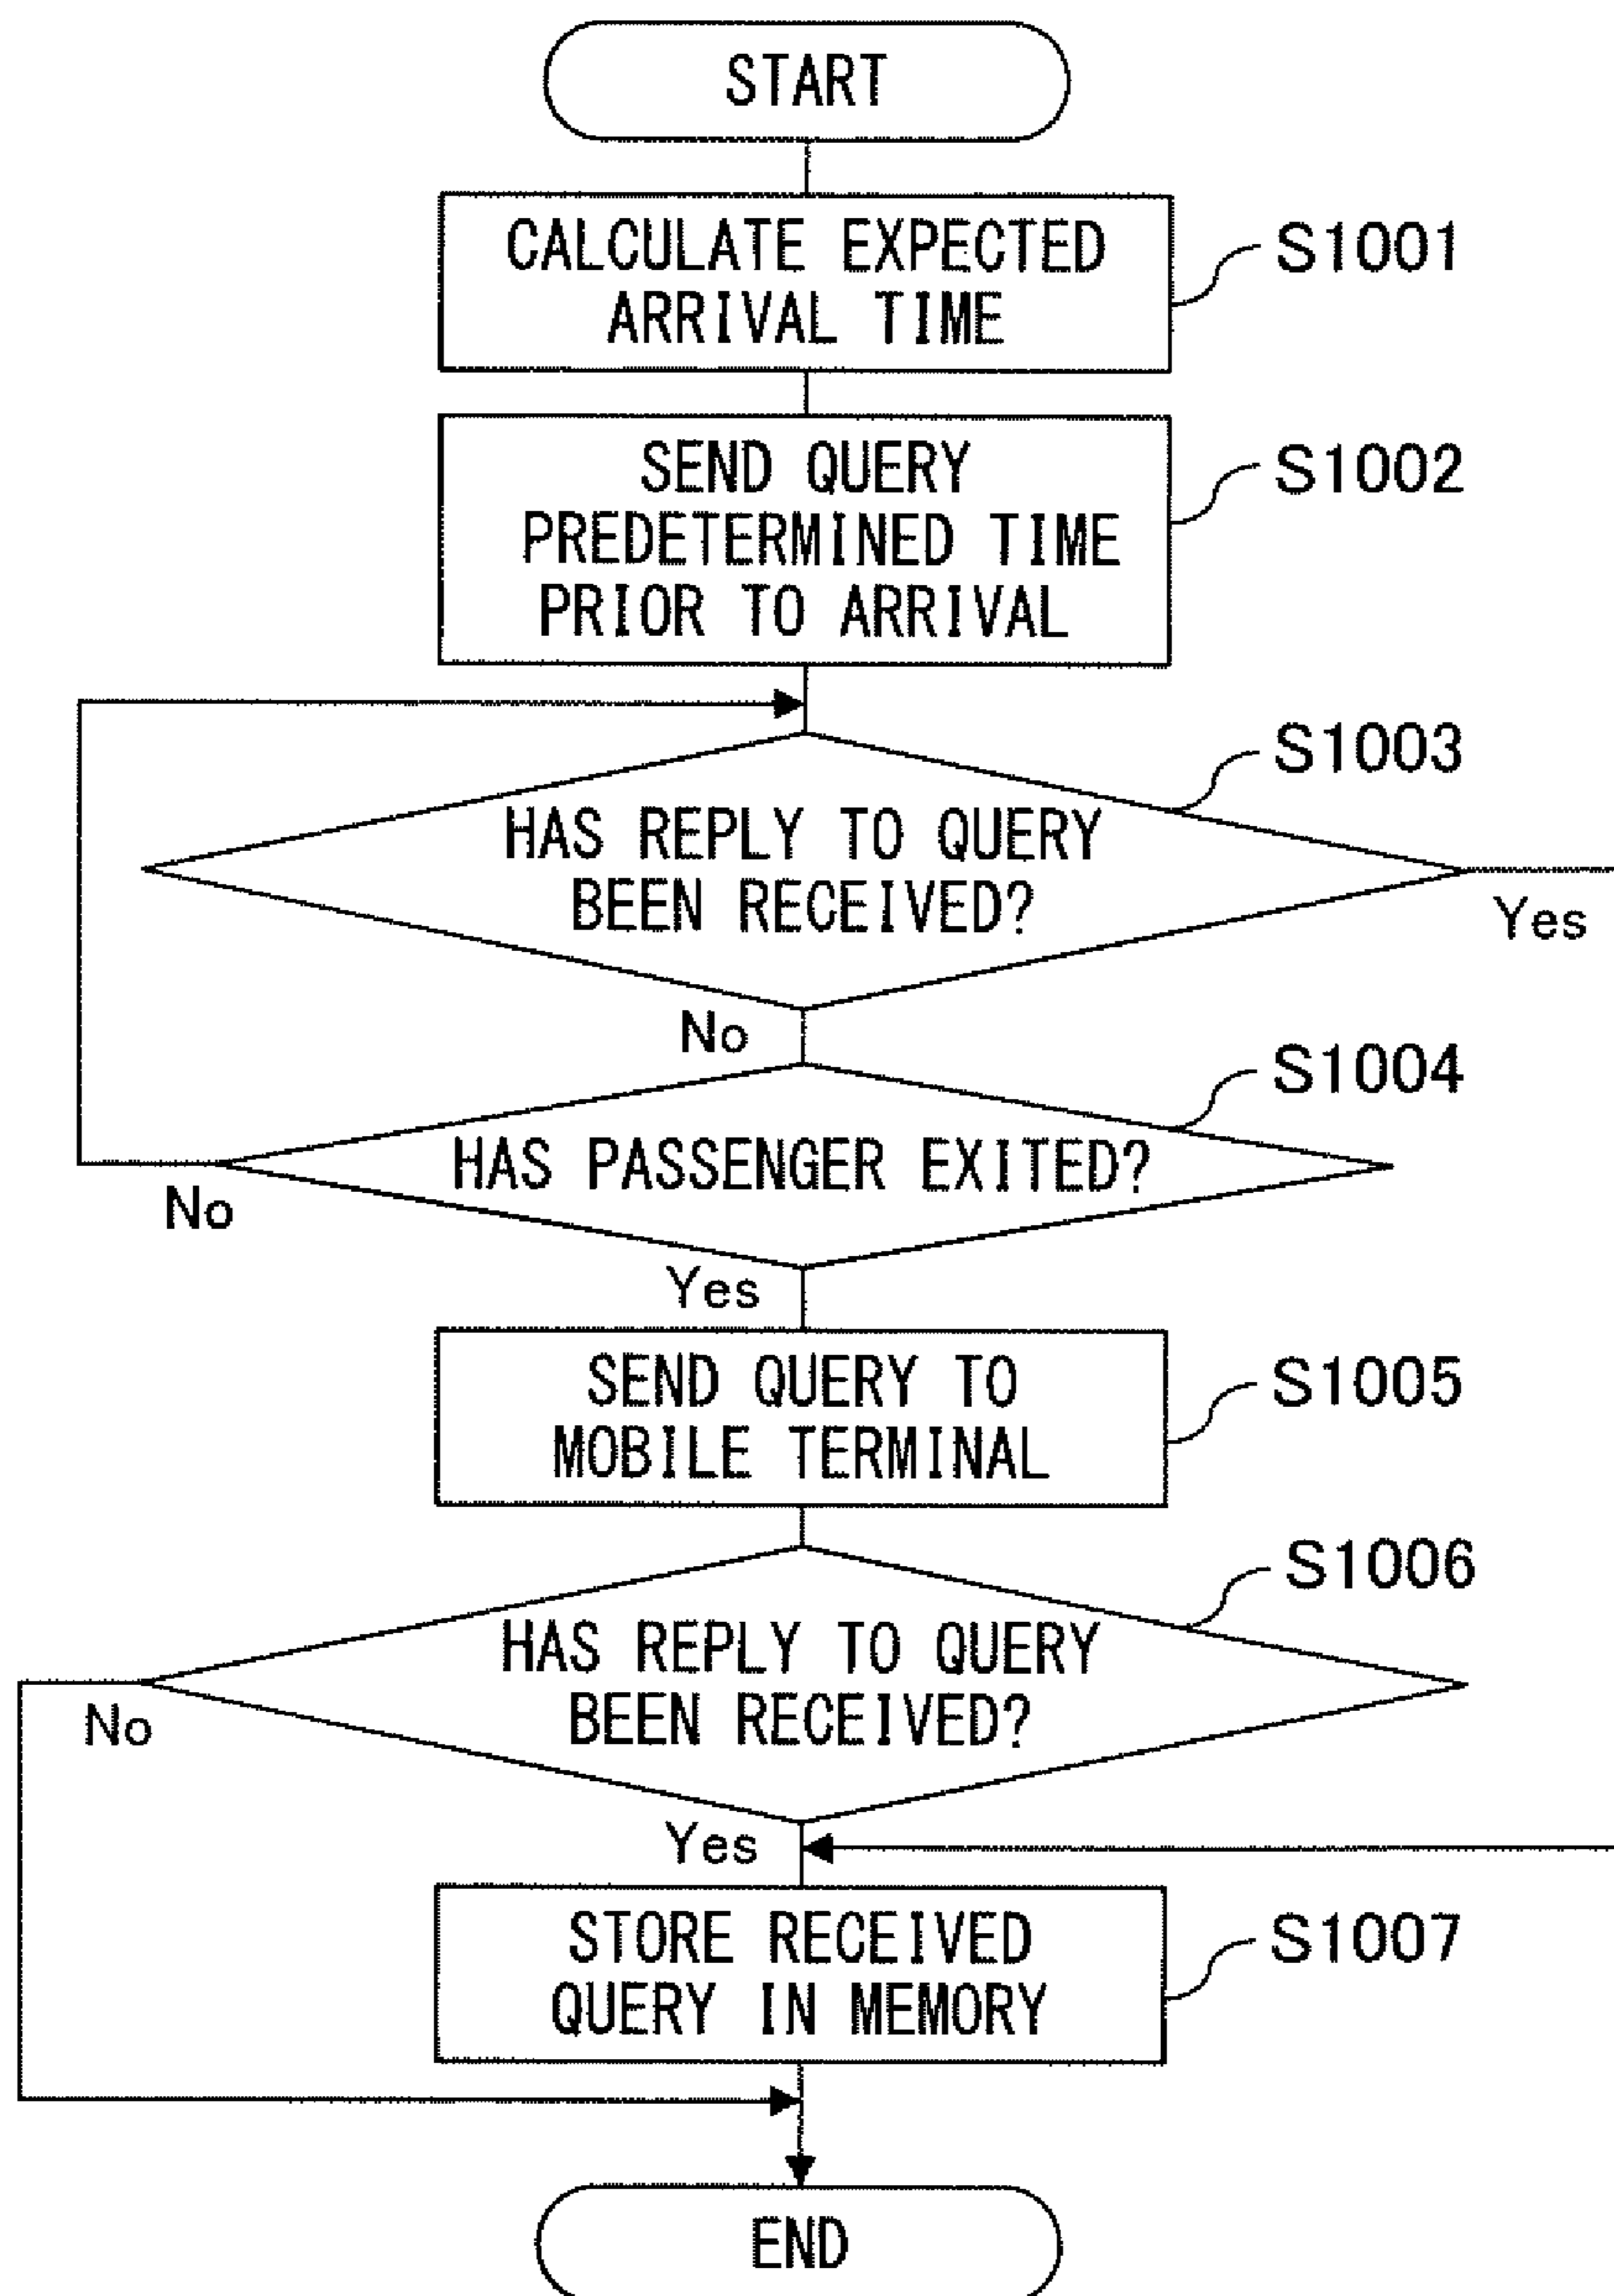 START
CALCULATE EXPECTED
ARRIVAL TIME
S1001
SEND QUERY
PREDETERMINED TIME
PRIOR TO ARRIVAL
S1002
S1003
HAS REPLY TO QUERY
BEEN RECEIVED?
Yes
No
S1004
HAS PASSENGER EXITED?
No
Yes
SEND QUERY TO
MOBILE TERMINAL
S1005
S1006
HAS REPLY TO QUERY
BEEN RECEIVED?
No
Yes
STORE RECEIVED
QUERY IN MEMORY
S1007
END